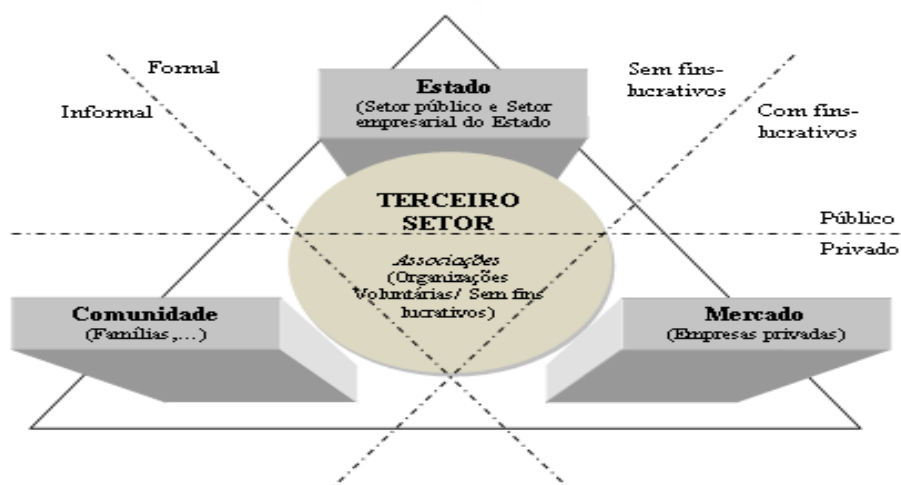 Formal
Informal
Estado
(Setor público e Setor
empresarial do Estado
Sem fins-
lucrativos
Com fins-
lucrativos
TERCEIRO
SETOR
Público
Privado
Associações
(Organizações
Voluntárias/ Sem fins
lucrativos)
Comunidade
(Famílias,...)
Mercado
(Empresas privadas)